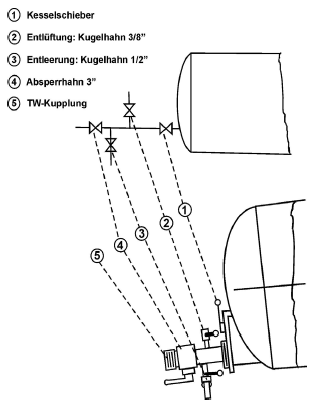 1 Kesselschieber
2 Entlüftung: Kugelhahn 3/8”
3 Entleerung: Kugelhahn 1/2”
4 Absperrhahn 3”
5 TW-Kupplung
1
2
3
4
5